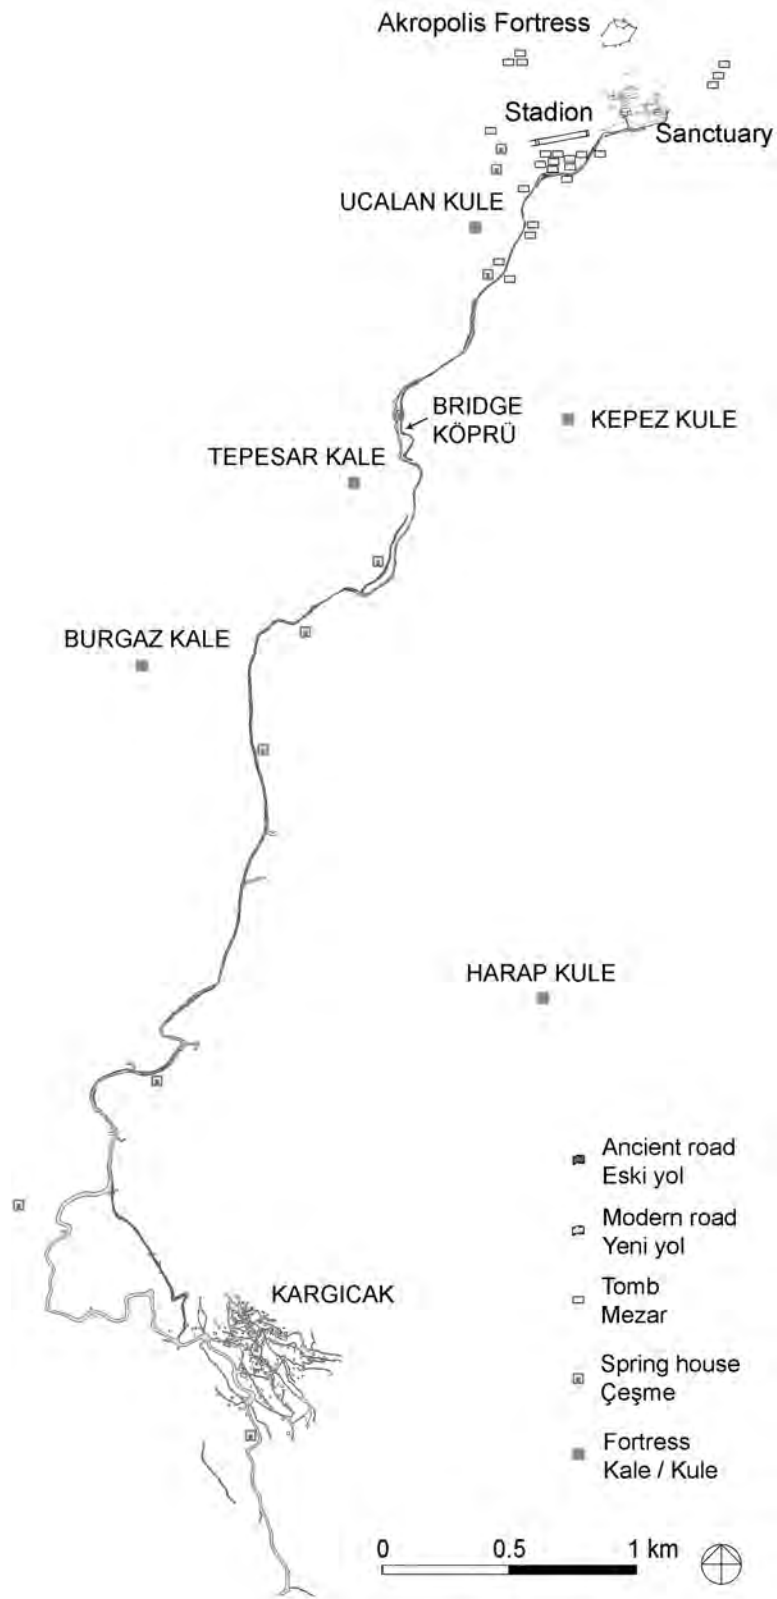 Akropolis Fortress
Stadion
Sanctuary
UCALAN KULE
BRIDGE
KÖPRÜ
KEPEZ KULE
TEPESAR KALE
BURGAZ KALE
HARAP KULE
Ancient road
Eski yol
Modern road
Yeni yol
Tomb
Mezar
KARGICAK
Spring house
Çeşme
Fortress
Kale / Kule
0 0.5 1 km